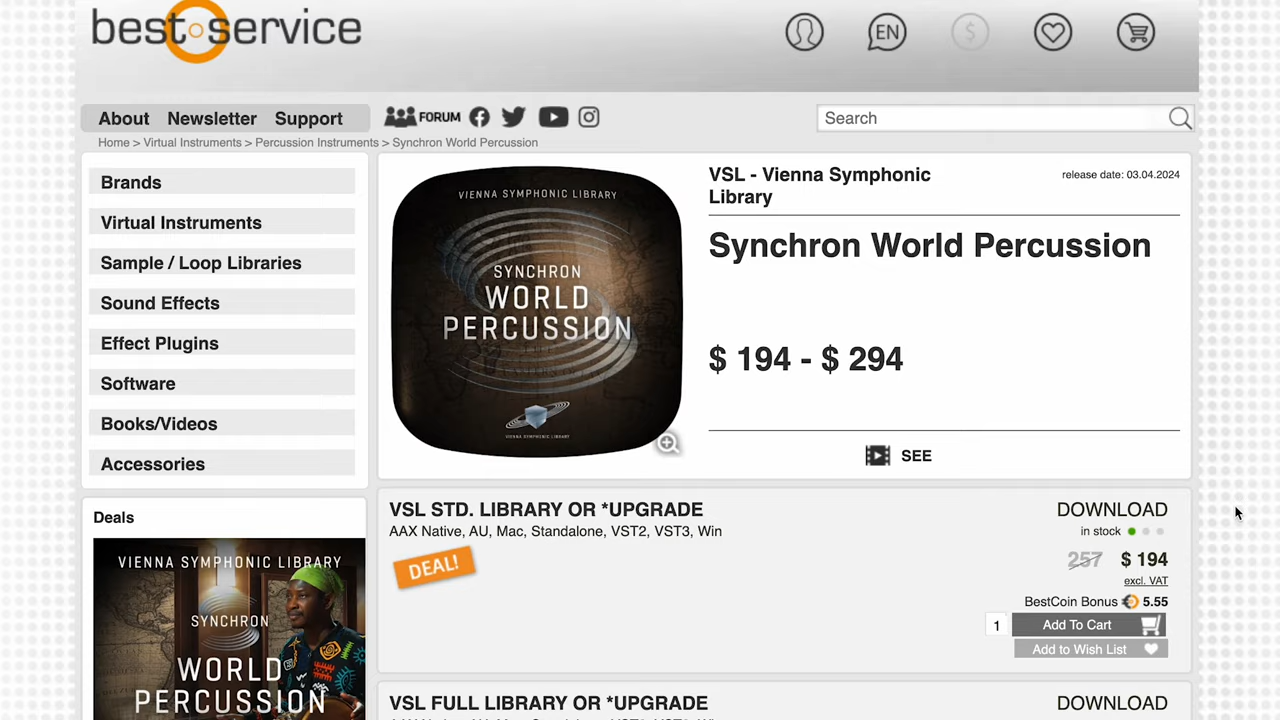 best service
EN
$
About Newsletter Support
FORUM
Search
Home > Virtual Instruments > Percussion Instruments > Synchron World Percussion
Brands
Virtual Instruments
Sample / Loop Libraries
Sound Effects
Effect Plugins
Software
Books/Videos
Accessories
Deals
VIENNA SYMPHONIC LIBRARY
SYNCHRON
WORLD
PERCUSSION
VIENNA SYMPHONIC LIBRARY
SYNCHRON
WORLD
PERCUSSION
VIENNA SYMPHONIC LIBRARY
VSL - Vienna Symphonic
Library
release date: 03.04.2024
Synchron World Percussion
$ 194 - $ 294
SEE
VSL STD. LIBRARY OR *UPGRADE
AAX Native, AU, Mac, Standalone, VST2, VST3, Win
DEAL!
DOWNLOAD
in stock
257 $ 194
excl. VAT
BestCoin Bonus 5.55
1 Add To Cart
Add to Wish List
VSL FULL LIBRARY OR *UPGRADE
DOWNLOAD